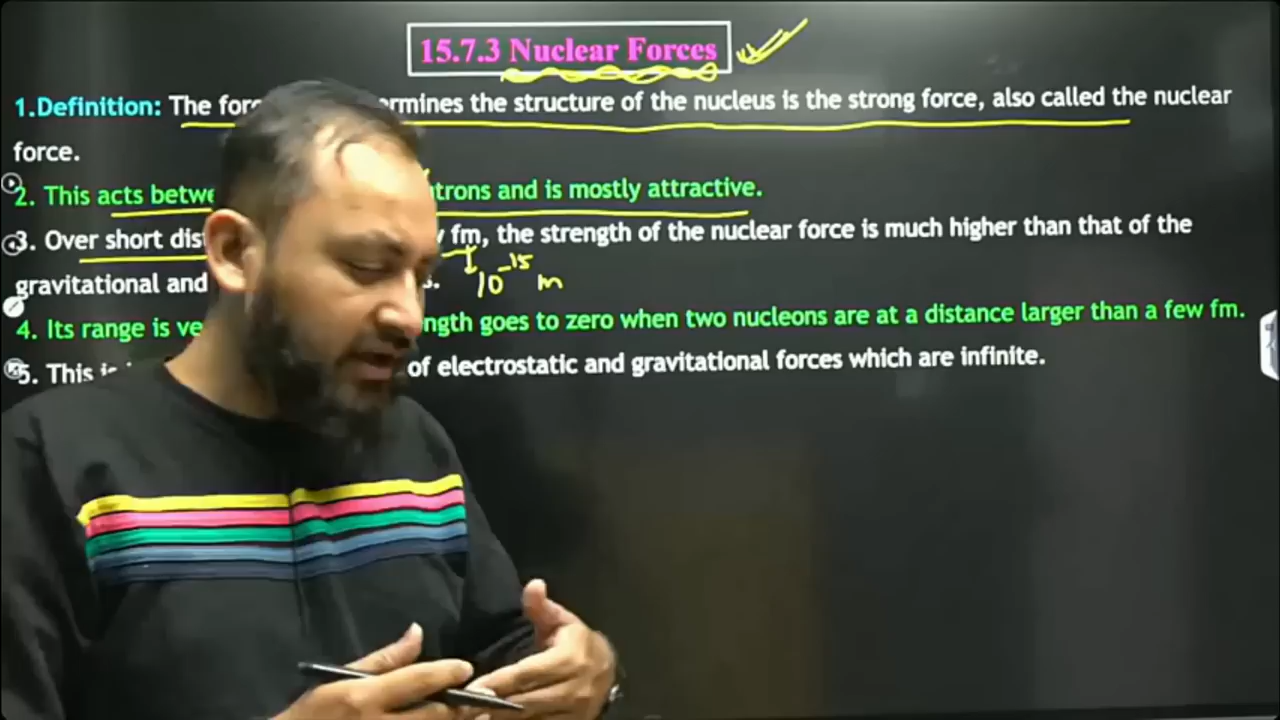 15.7.3 Nuclear Forces
1.Definition: The for ermines the structure of the nucleus is the strong force, also called the nuclear
force.
2. This acts betwe trons and is mostly attractive.
3. Over short dis fm, the strength of the nuclear force is much higher than that of the
gravitational and s.
10⁻¹⁵ m
4. Its range is ve ngth goes to zero when two nucleons are at a distance larger than a few fm.
5. This is of electrostatic and gravitational forces which are infinite.